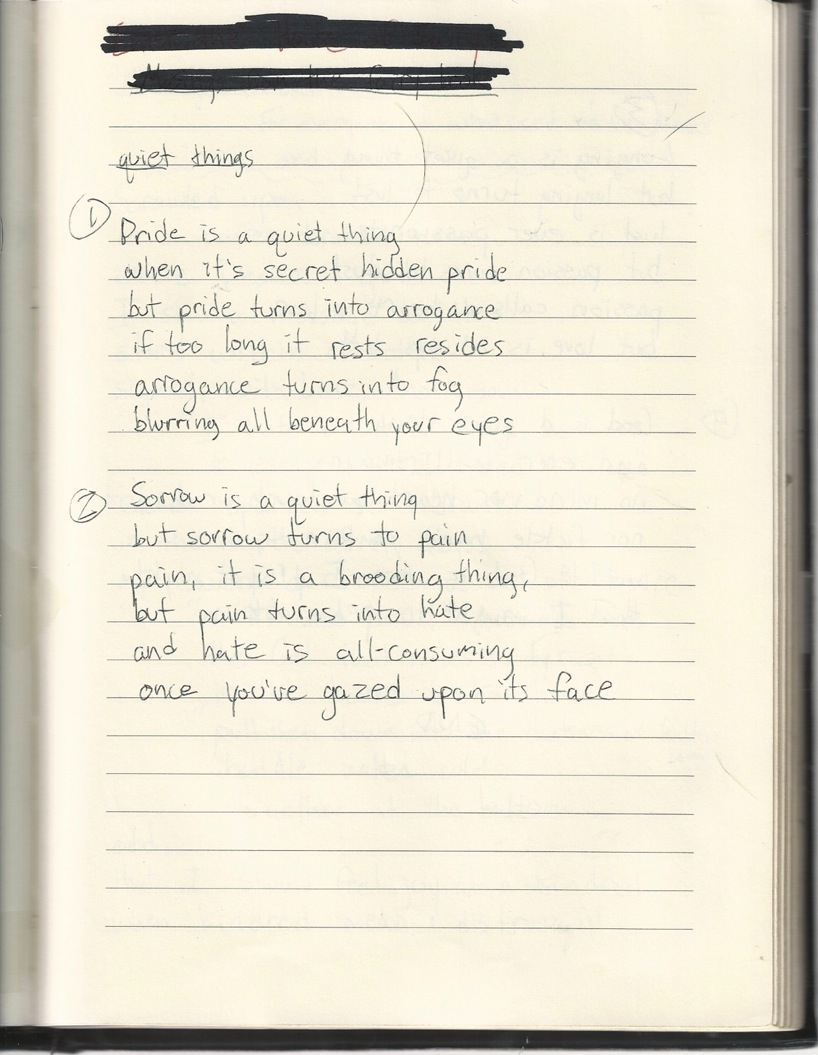 quiet things
1
Pride is a quiet thing
when it's secret hidden pride
but pride turns into arrogance
if too long it rests resides
arrogance turns into fog
blurring all beneath your eyes
2
Sorrow is a quiet thing
but sorrow turns to pain
pain, it is a brooding thing,
but pain turns into hate
and hate is all-consuming
once you've gazed upon its face